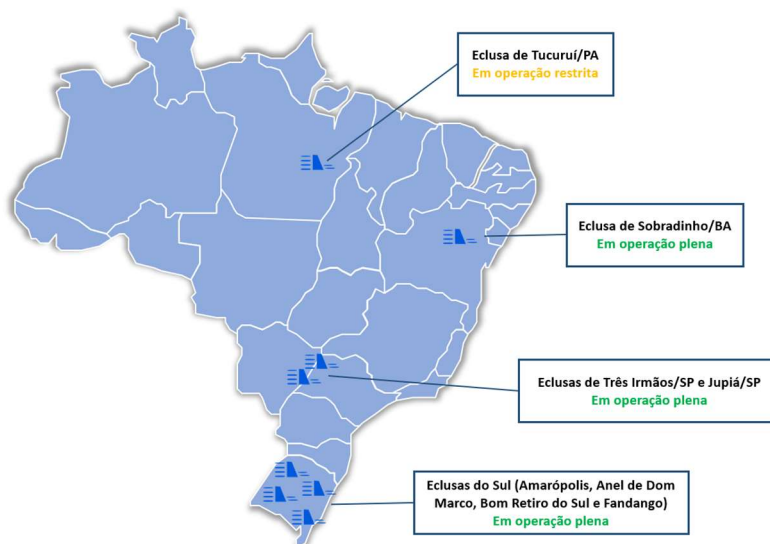 Eclusa de Tucuruí/PA
Em operação restrita
Eclusa de Sobradinho/BA
Em operação plena
Eclusas de Três Irmãos/SP e Jupiá/SP
Em operação plena
Eclusas do Sul (Amarópolis, Anel de Dom
Marco, Bom Retiro do Sul e Fandango)
Em operação plena